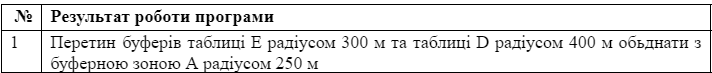 № Результат роботи програми
1 Перетин буферів таблиці E радіусом 300 м та таблиці D радіусом 400 м обьднати з
буферною зоною А радіусом 250 м